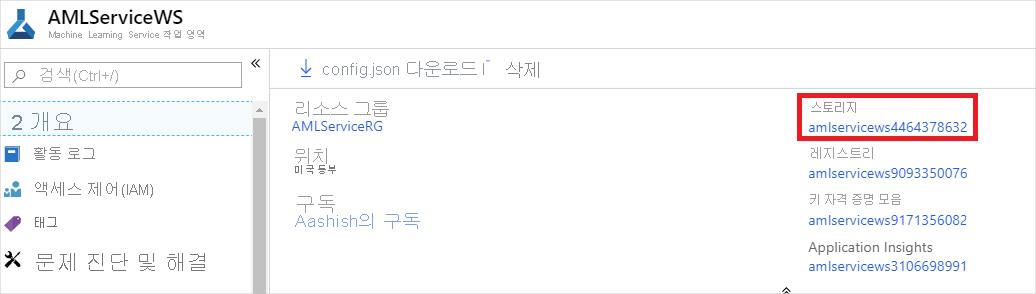 AMLServiceWS
Machine Learning Service 작업 영역
검색(Ctrl+/)
«
config.json 다운로드
삭제
2 개요
활동 로그
액세스 제어(IAM)
태그
문제 진단 및 해결
리소스 그룹
AMLServiceRG
위치
미국 동부
구독
Aashish의 구독
스토리지
amlservicews4464378632
레지스트리
amlservicews9093350076
키 자격 증명 모음
amlservicews9171356082
Application Insights
amlservicews3106698991